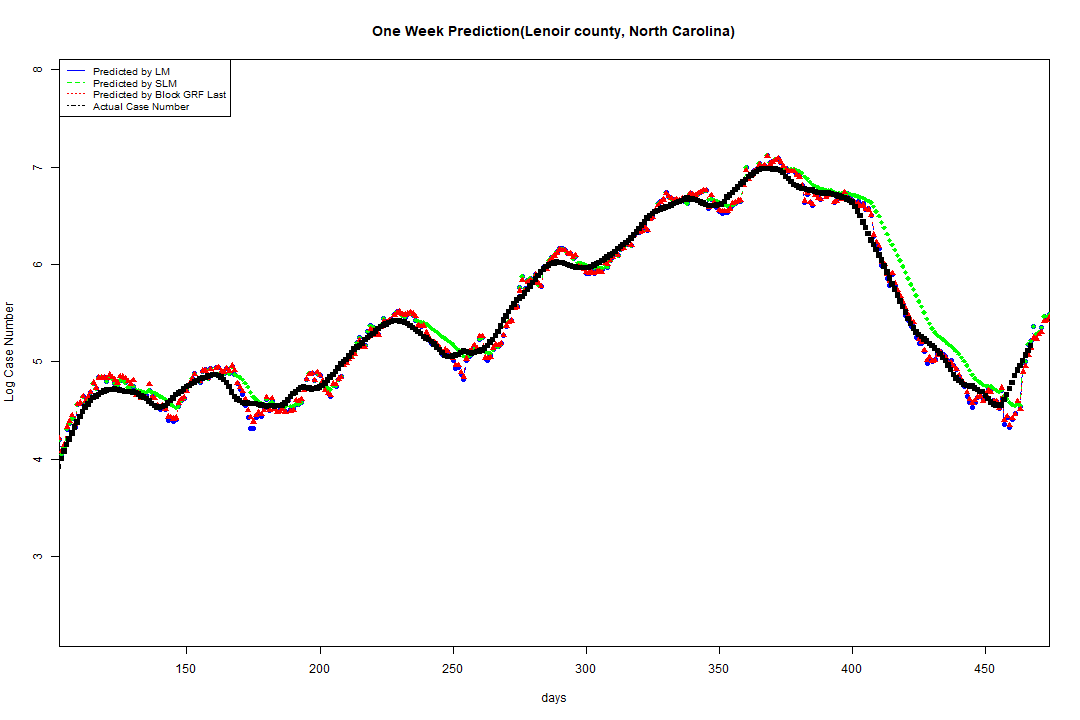 One Week Prediction(Lenoir county, North Carolina)
Predicted by LM
Predicted by SLM
Predicted by Block GRF Last
Actual Case Number
8
7
6
5
4
3
Log Case Number
150 200 250 300 350 400 450
days